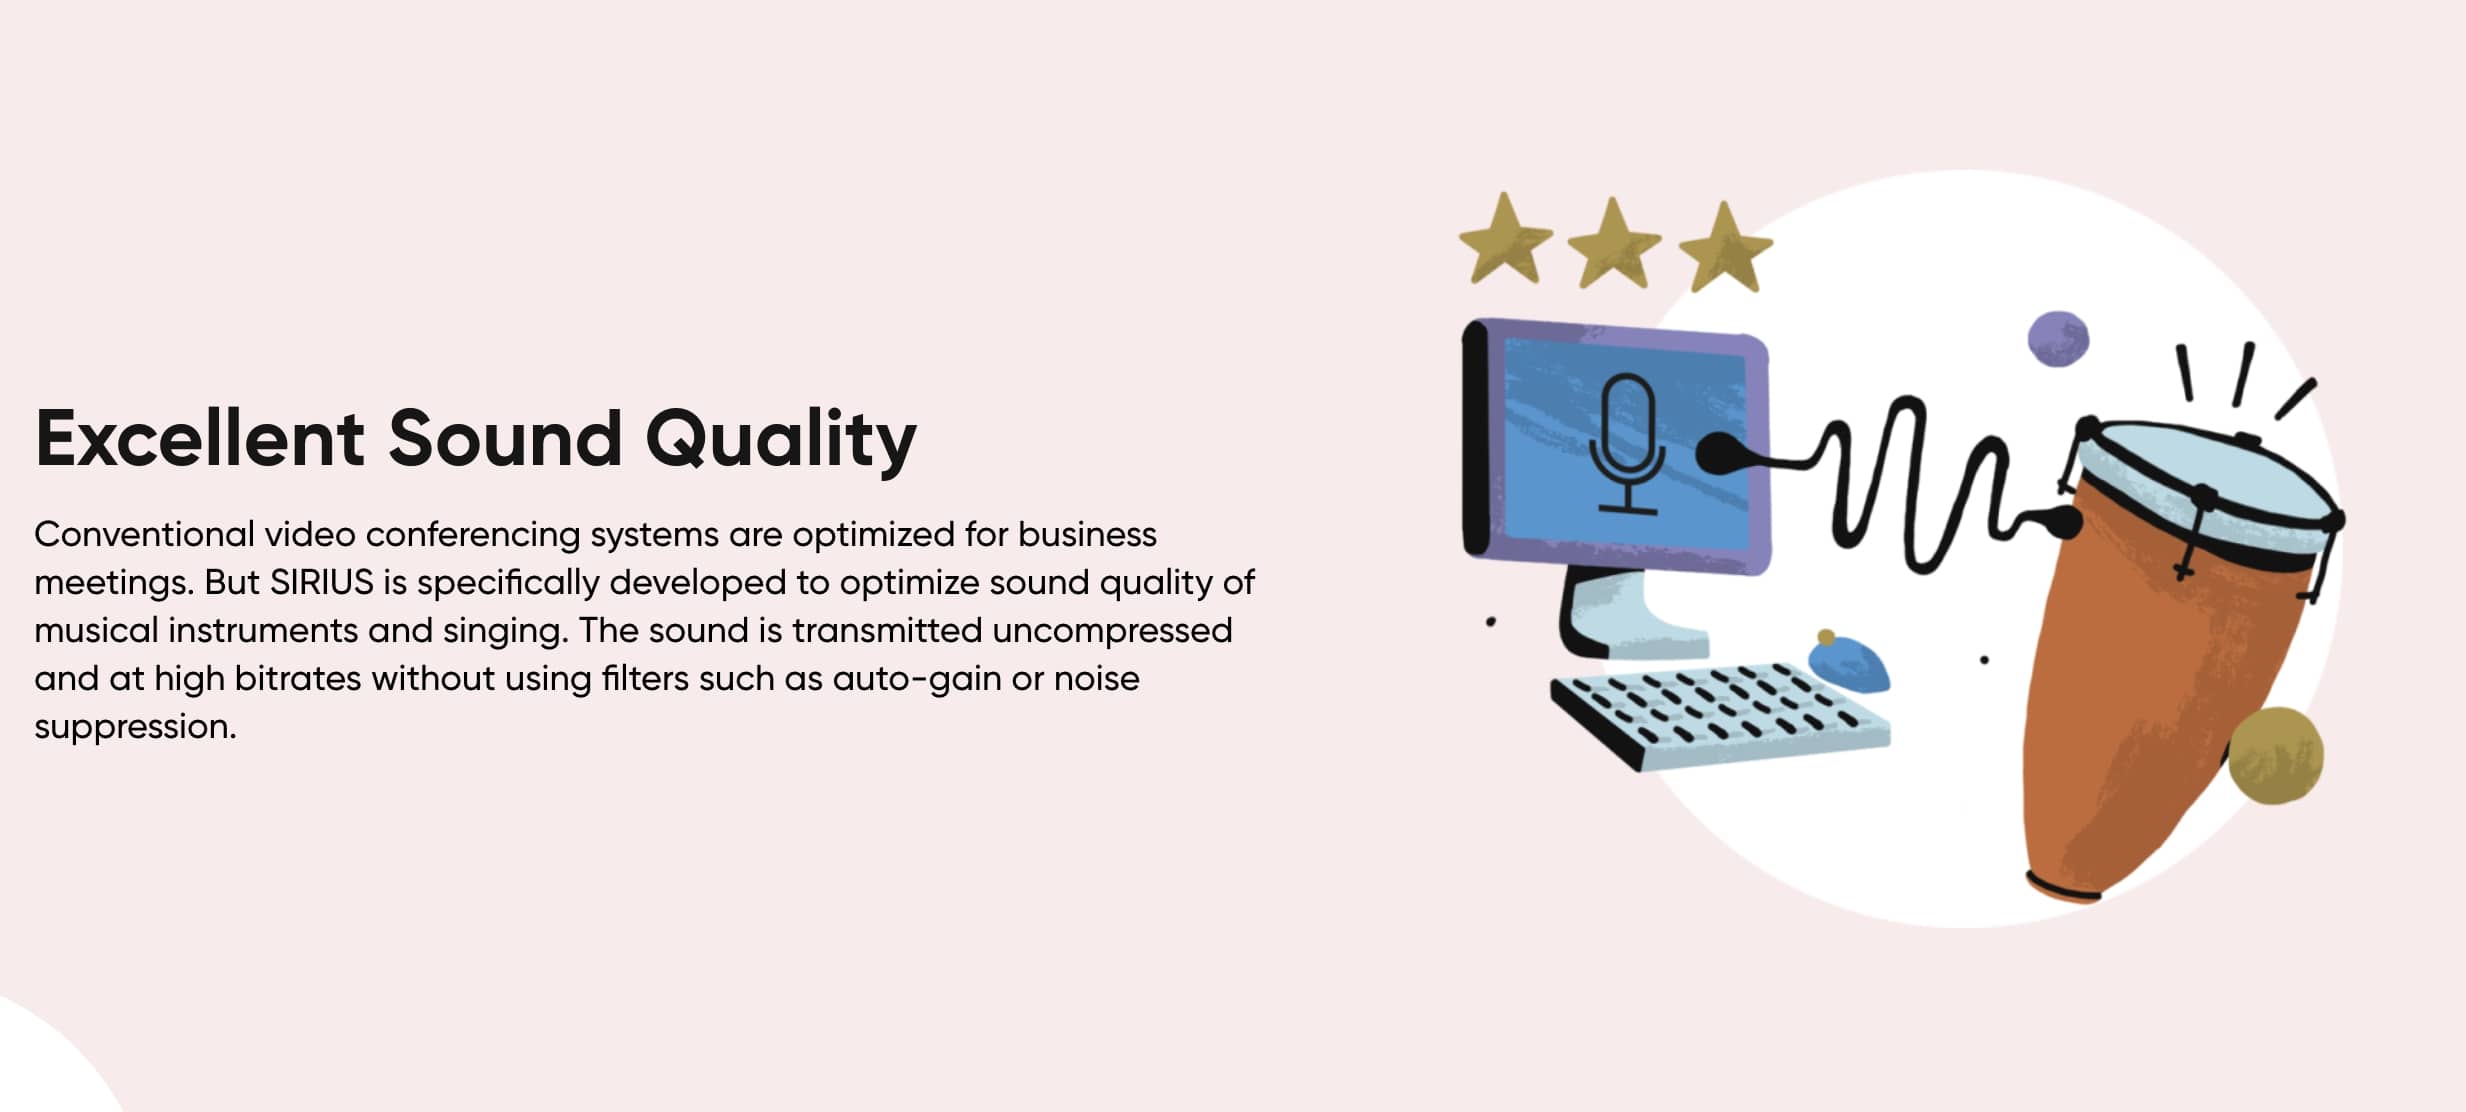 Excellent Sound Quality
Conventional video conferencing systems are optimized for business
meetings. But SIRIUS is specifically developed to optimize sound quality of
musical instruments and singing. The sound is transmitted uncompressed
and at high bitrates without using filters such as auto-gain or noise
suppression.